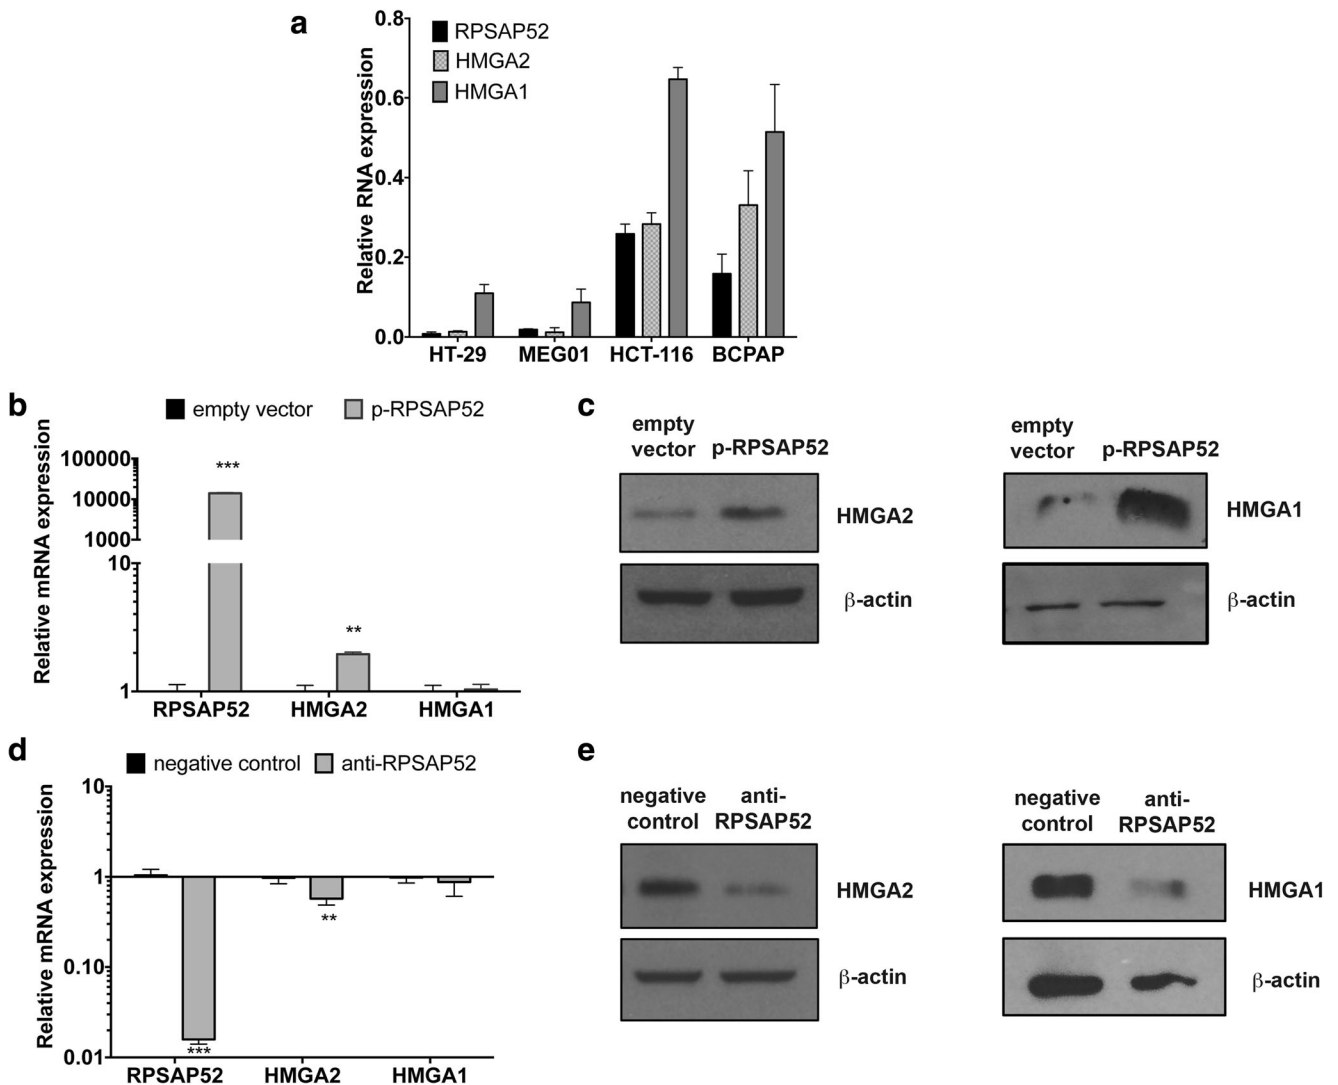 a
Relative RNA expression
0.8
0.6
0.4
0.2
0.0
RPSAP52
HMGA2
HMGA1
HT-29
MEG01
HCT-116
BCPAP
b
empty vector
p-RPSAP52
Relative mRNA expression
100000
10000
1000
10
1
***
**
RPSAP52
HMGA2
HMGA1
c
empty
vector
p-RPSAP52
HMGA2
β-actin
empty
vector
p-RPSAP52
HMGA1
β-actin
d
negative control
anti-RPSAP52
Relative mRNA expression
10
1
0.10
0.01
***
**
RPSAP52
HMGA2
HMGA1
e
negative
control
anti-
RPSAP52
HMGA2
β-actin
negative
control
anti-
RPSAP52
HMGA1
β-actin